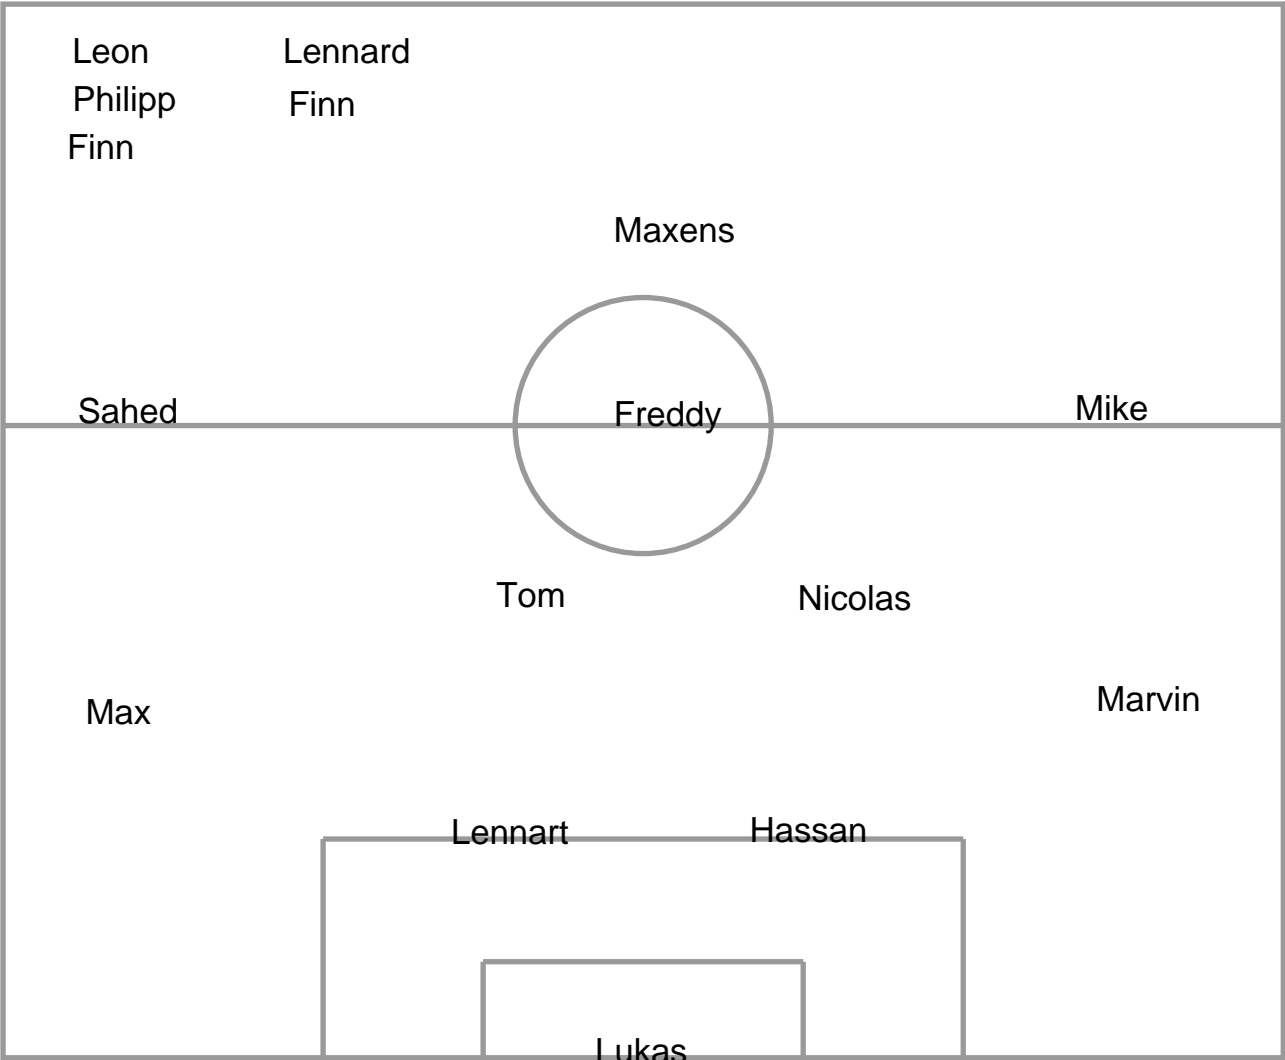 Leon
Lennard
Philipp
Finn
Finn
Maxens
Sahed
Freddy
Mike
Tom
Nicolas
Max
Marvin
Lennart
Hassan
Lukas